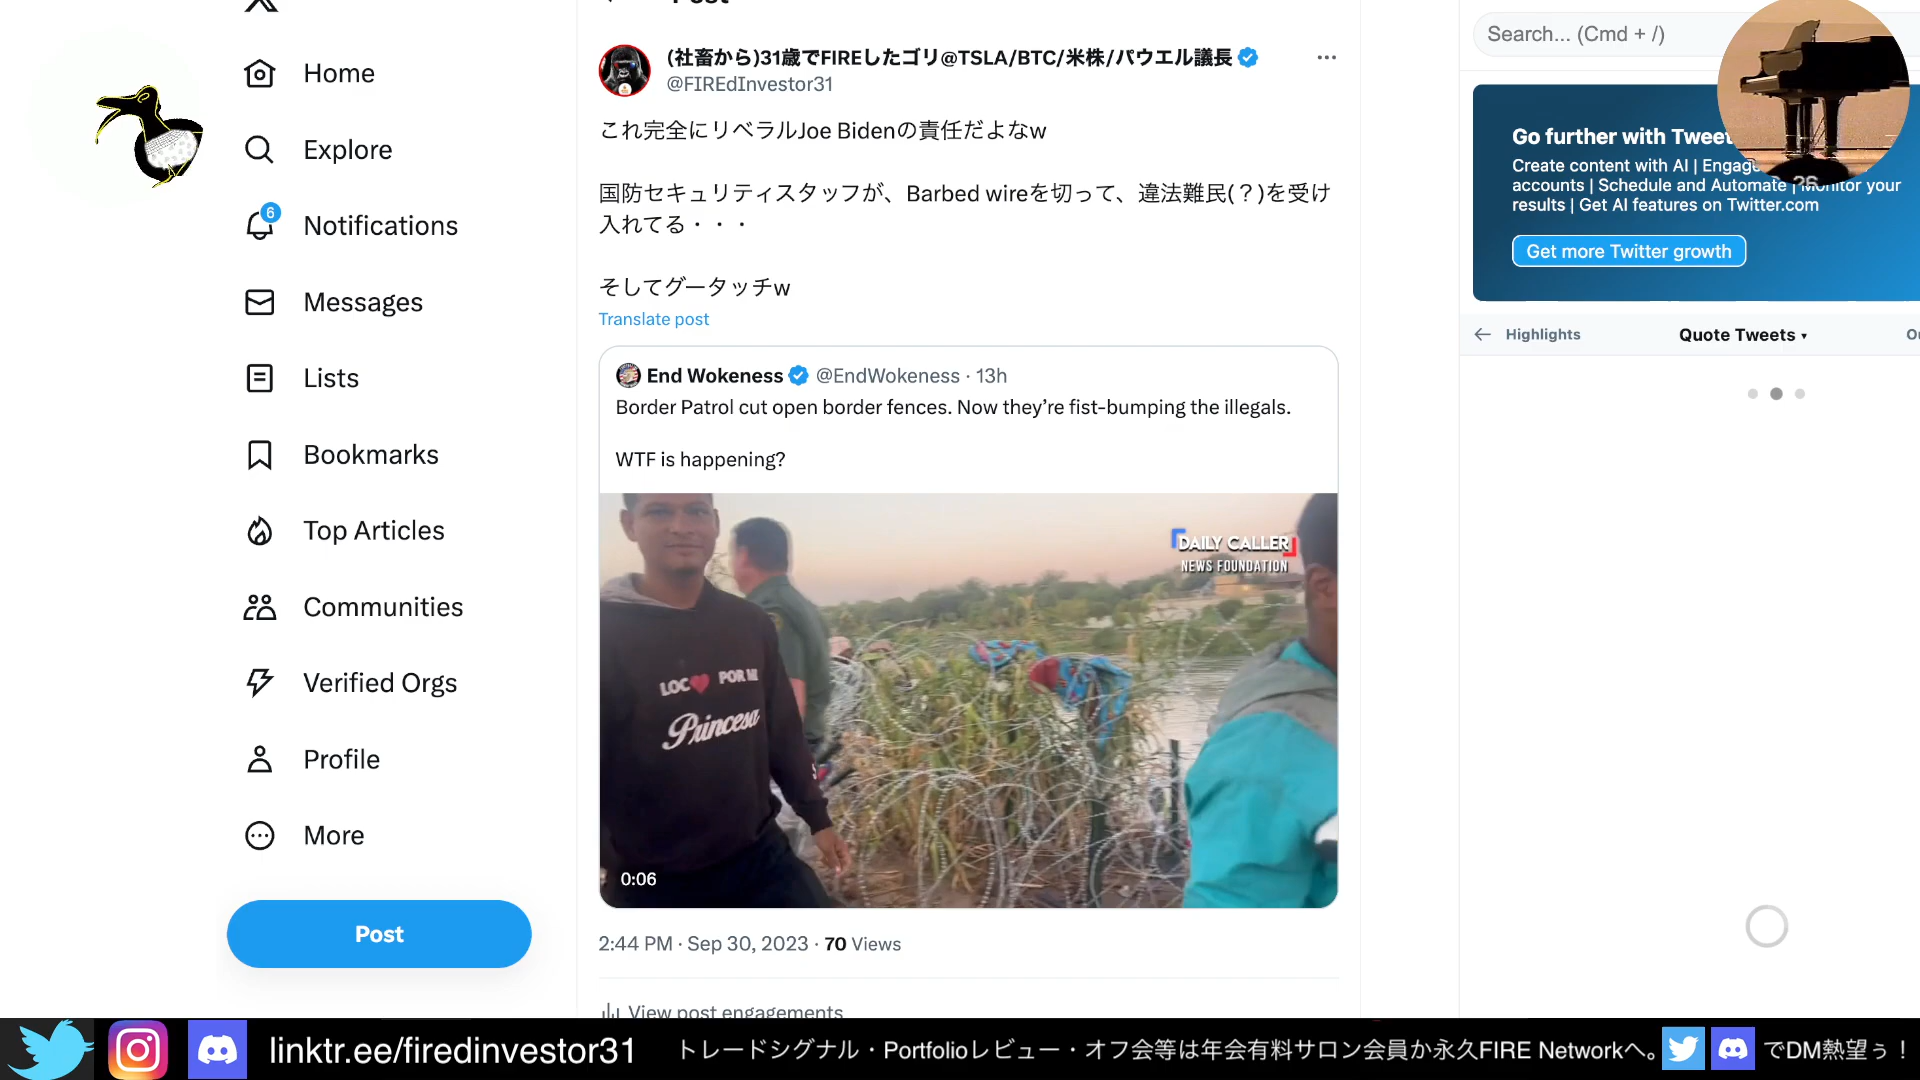 Home
Explore
6
Notifications
Messages
Lists
Bookmarks
Top Articles
Communities
Verified Orgs
Profile
More
Post
(社畜から)31歳でFIREしたゴリ@TSLA/BTC/米株/パウエル議長
@FIREdInvestor31
これ完全にリベラルJoe Bidenの責任だよなw
国防セキュリティスタッフが、Barbed wireを切って、違法難民(？)を受け
入れてる・・・
そしてグータッチw
Translate post
End Wokeness @EndWokeness · 13h
Border Patrol cut open border fences. Now they’re fist-bumping the illegals.
WTF is happening?
DAILY CALLER
NEWS FOUNDATION
LOCO POR MI
Princesa
0:06
2:44 PM · Sep 30, 2023 · 70 Views
View post engagements
Search... (Cmd + /)
Go further with Tweet
Create content with AI | Engage
accounts | Schedule and Automate | Monitor your
results | Get AI features on Twitter.com
Get more Twitter growth
Highlights
Quote Tweets
linktr.ee/firedinvestor31
トレードシグナル・Portfolioレビュー・オフ会等は年会有料サロン会員か永久FIRE Networkへ。
でDM熱望ぅ！